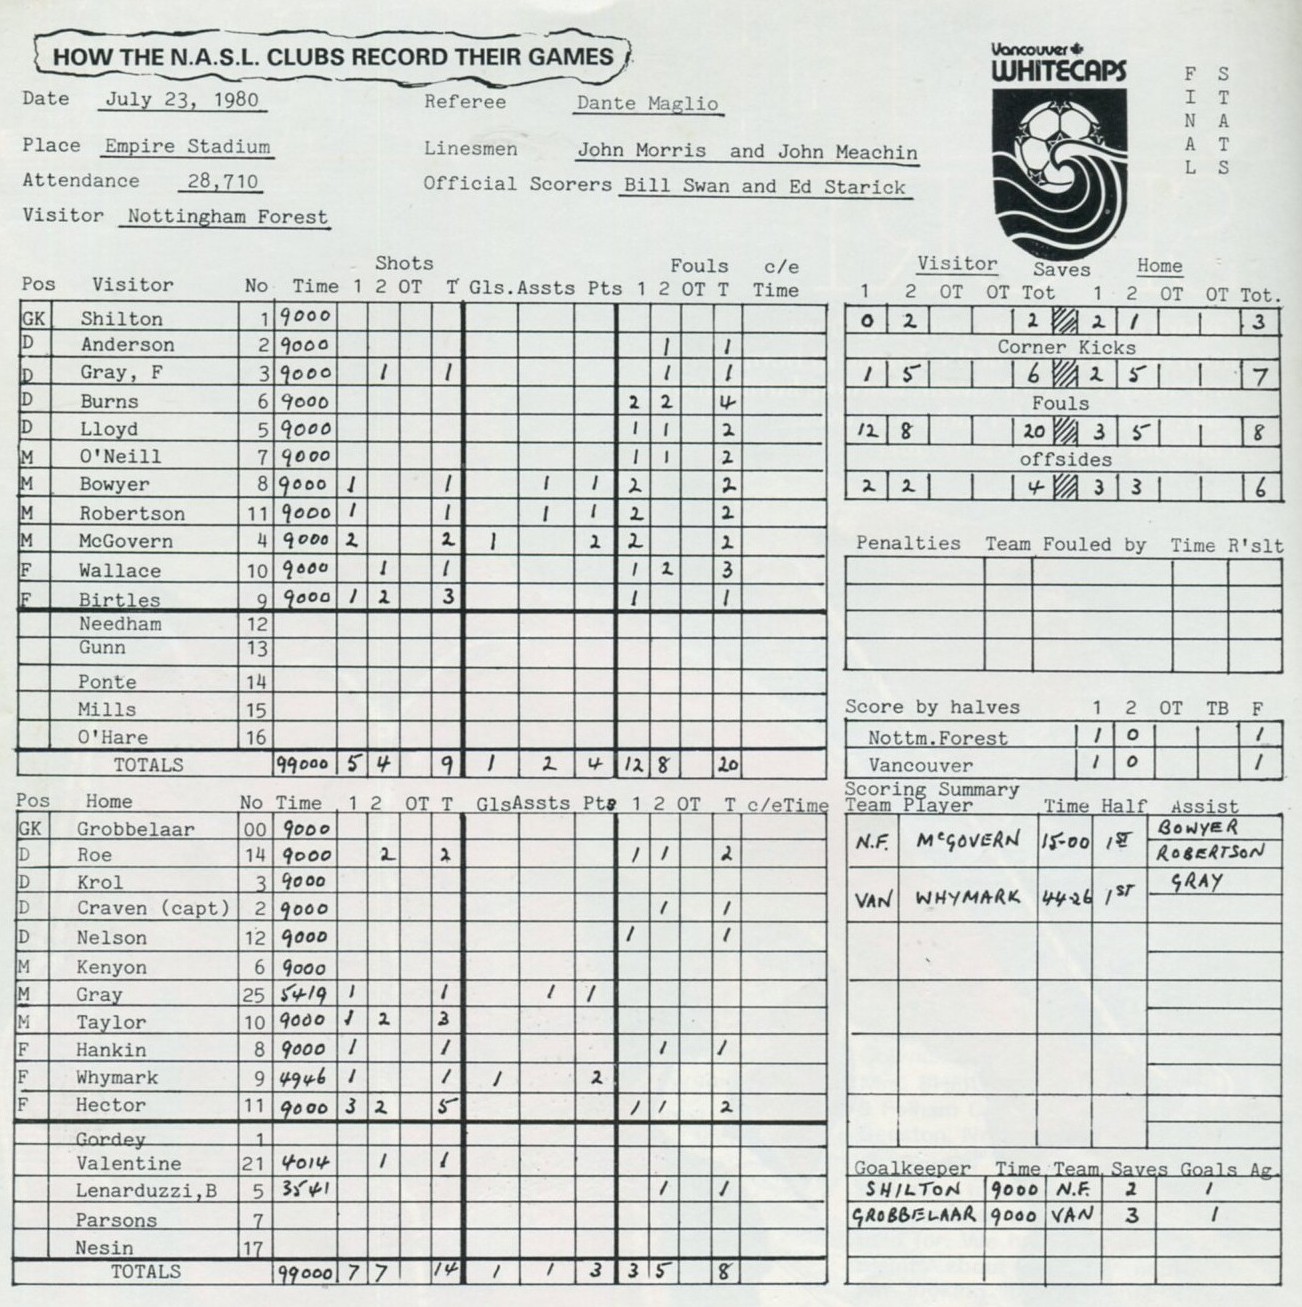 HOW THE N.A.S.L. CLUBS RECORD THEIR GAMES
Vancouver
WHITECAPS
FINAL STATS
Date July 23, 1980 Referee Dante Maglio
Place Empire Stadium Linesmen John Morris and John Meachin
Attendance 28,710 Official Scorers Bill Swan and Ed Starick
Visitor Nottingham Forest
Shots Fouls c/e
Pos Visitor No Time 1 2 OT T Gls. Assts Pts 1 2 OT T Time
GK Shilton 1 9000
D Anderson 2 9000 1 1
D Gray, F 3 9000 1 1 1 1
D Burns 6 9000 2 2 4
D Lloyd 5 9000 1 1 2
M O'Neill 7 9000 1 1 2
M Bowyer 8 9000 1 1 1 1 2 2
M Robertson 11 9000 1 1 1 1 2 2
M McGovern 4 9000 2 2 1 2 2 2
F Wallace 10 9000 1 1 1 2 3
F Birtles 9 9000 1 2 3 1 1
Needham 12
Gunn 13
Ponte 14
Mills 15
O'Hare 16
TOTALS 99000 5 4 9 1 2 4 12 8 20
Pos Home No Time 1 2 OT T Gls Assts Pts 1 2 OT T c/eTime
GK Grobbelaar 00 9000
D Roe 14 9000 2 2 1 1 2
D Krol 3 9000
D Craven (capt) 2 9000 1 1
D Nelson 12 9000 1 1
M Kenyon 6 9000
M Gray 25 5419 1 1 1 1
M Taylor 10 9000 1 2 3
F Hankin 8 9000 1 1 1 1
F Whymark 9 4946 1 1 1 2
F Hector 11 9000 3 2 5 1 1 2
Gordey 1
Valentine 21 4014 1 1
Lenarduzzi,B 5 3541 1 1
Parsons 7
Nesin 17
TOTALS 99000 7 7 14 1 1 3 3 5 8
Visitor Saves Home
1 2 OT OT Tot 1 2 OT OT Tot.
0 2 2 2 1 3
Corner Kicks
1 5 6 2 5 7
Fouls
12 8 20 3 5 8
offsides
2 2 4 3 3 6
Penalties Team Fouled by Time R'slt
Score by halves 1 2 OT TB F
Nottm.Forest 1 0 1
Vancouver 1 0 1
Scoring Summary
Team Player Time Half Assist
N.F. McGOVERN 15-00 1st BOWYER
ROBERTSON
VAN WHYMARK 44-26 1ST GRAY
Goalkeeper Time Team Saves Goals Ag.
SHILTON 9000 N.F. 2 1
GROBBELAAR 9000 VAN 3 1